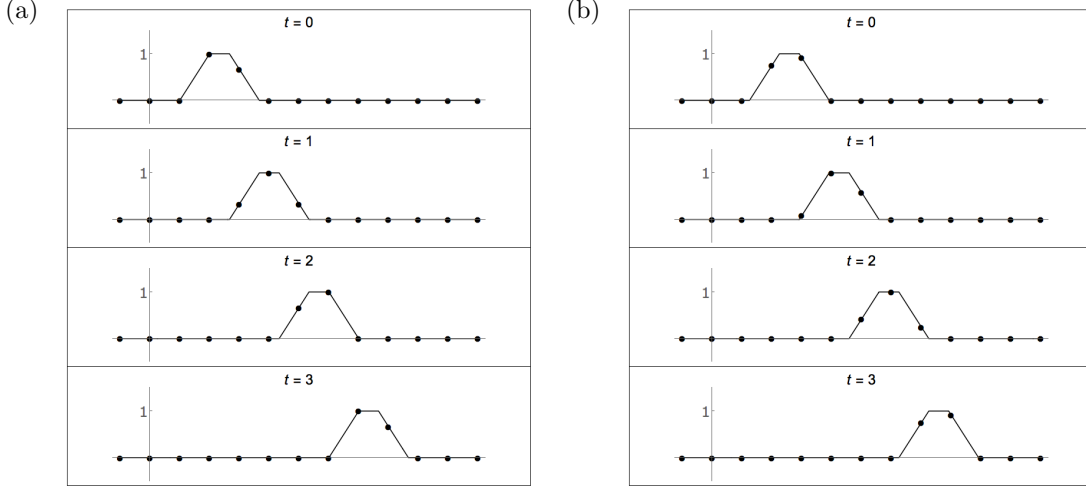 (a)
t = 0
1
t = 1
1
t = 2
1
t = 3
1
(b)
t = 0
1
t = 1
1
t = 2
1
t = 3
1